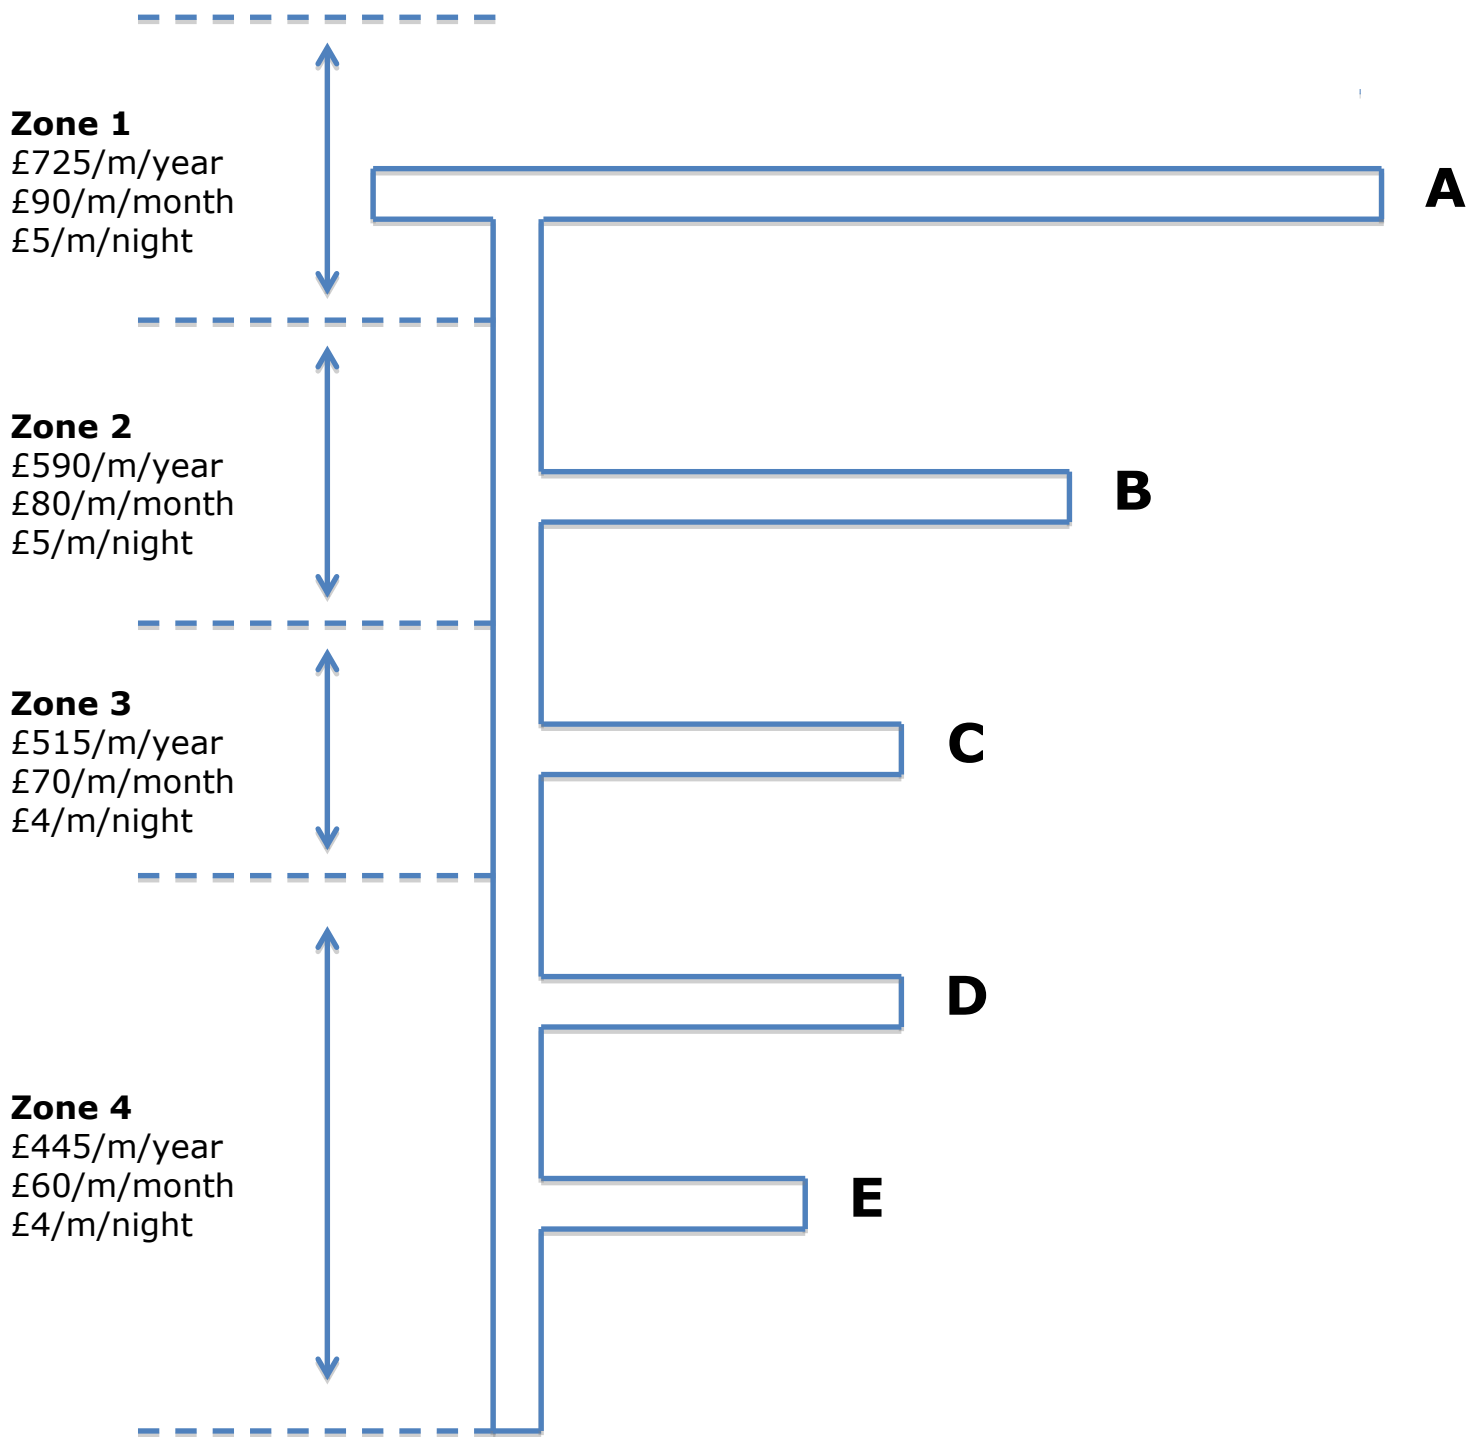 Zone 1
£725/m/year
£90/m/month
£5/m/night
A
Zone 2
£590/m/year
£80/m/month
£5/m/night
B
Zone 3
£515/m/year
£70/m/month
£4/m/night
C
D
Zone 4
£445/m/year
£60/m/month
£4/m/night
E